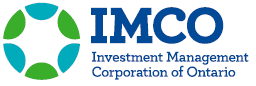 IMCO
Investment Management
Corporation of Ontario